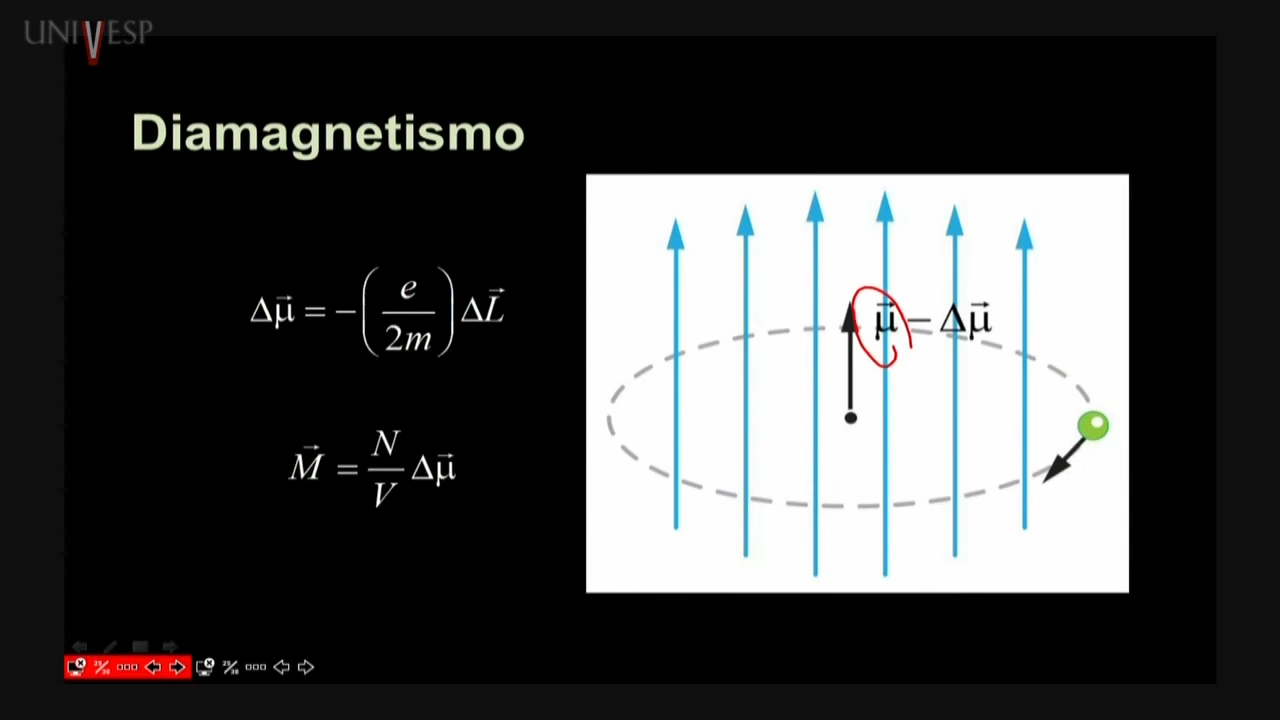 UNIVESP
Diamagnetismo
Δμ⃗ = −(e/2m) ΔL⃗
M⃗ = N/V Δμ⃗
μ⃗ − Δμ⃗